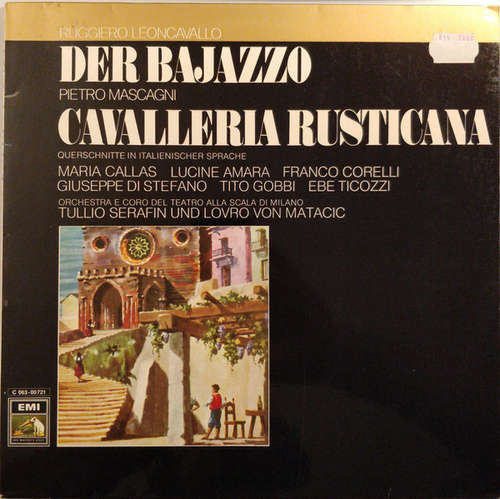 RUGGIERO LEONCAVALLO
DER BAJAZZO
PIETRO MASCAGNI
CAVALLERIA RUSTICANA
QUERSCHNITTE IN ITALIENISCHER SPRACHE
MARIA CALLAS LUCINE AMARA FRANCO CORELLI
GIUSEPPE DI STEFANO TITO GOBBI EBE TICOZZI
ORCHESTRA E CORO DEL TEATRO ALLA SCALA DI MILANO
TULLIO SERAFIN UND LOVRO VON MATACIC
C 063-00721
EMI